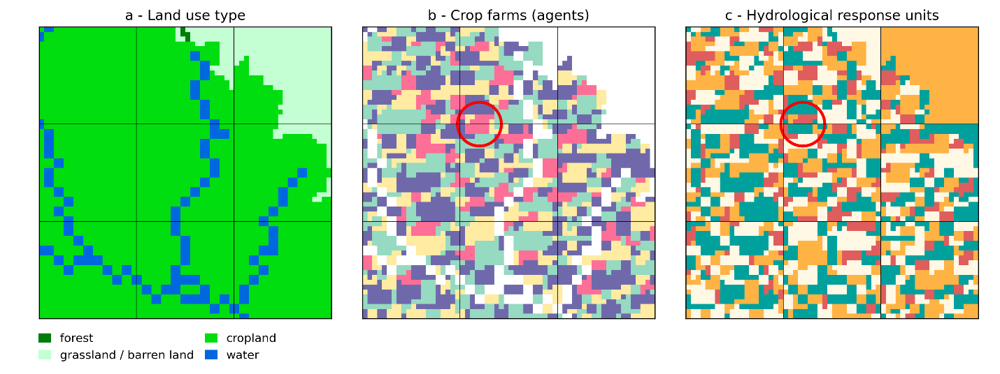 a - Land use type
b - Crop farms (agents)
c - Hydrological response units
forest
cropland
grassland / barren land
water